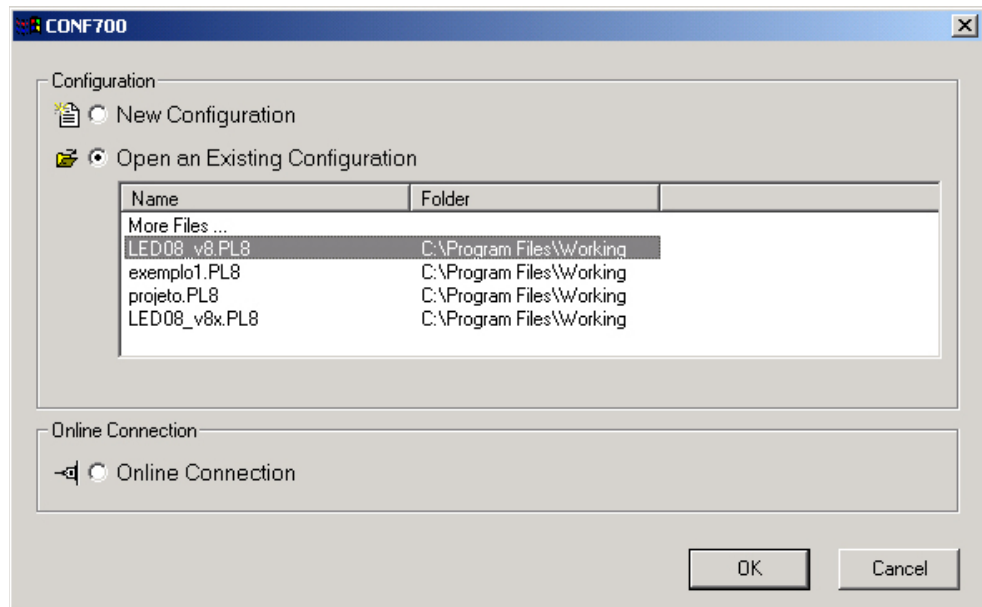 CONF700
Configuration
New Configuration
Open an Existing Configuration
Name Folder
More Files ...
LED08_v8.PL8 C:\Program Files\Working
exemplo1.PL8 C:\Program Files\Working
projeto.PL8 C:\Program Files\Working
LED08_v8x.PL8 C:\Program Files\Working
Online Connection
Online Connection
OK Cancel